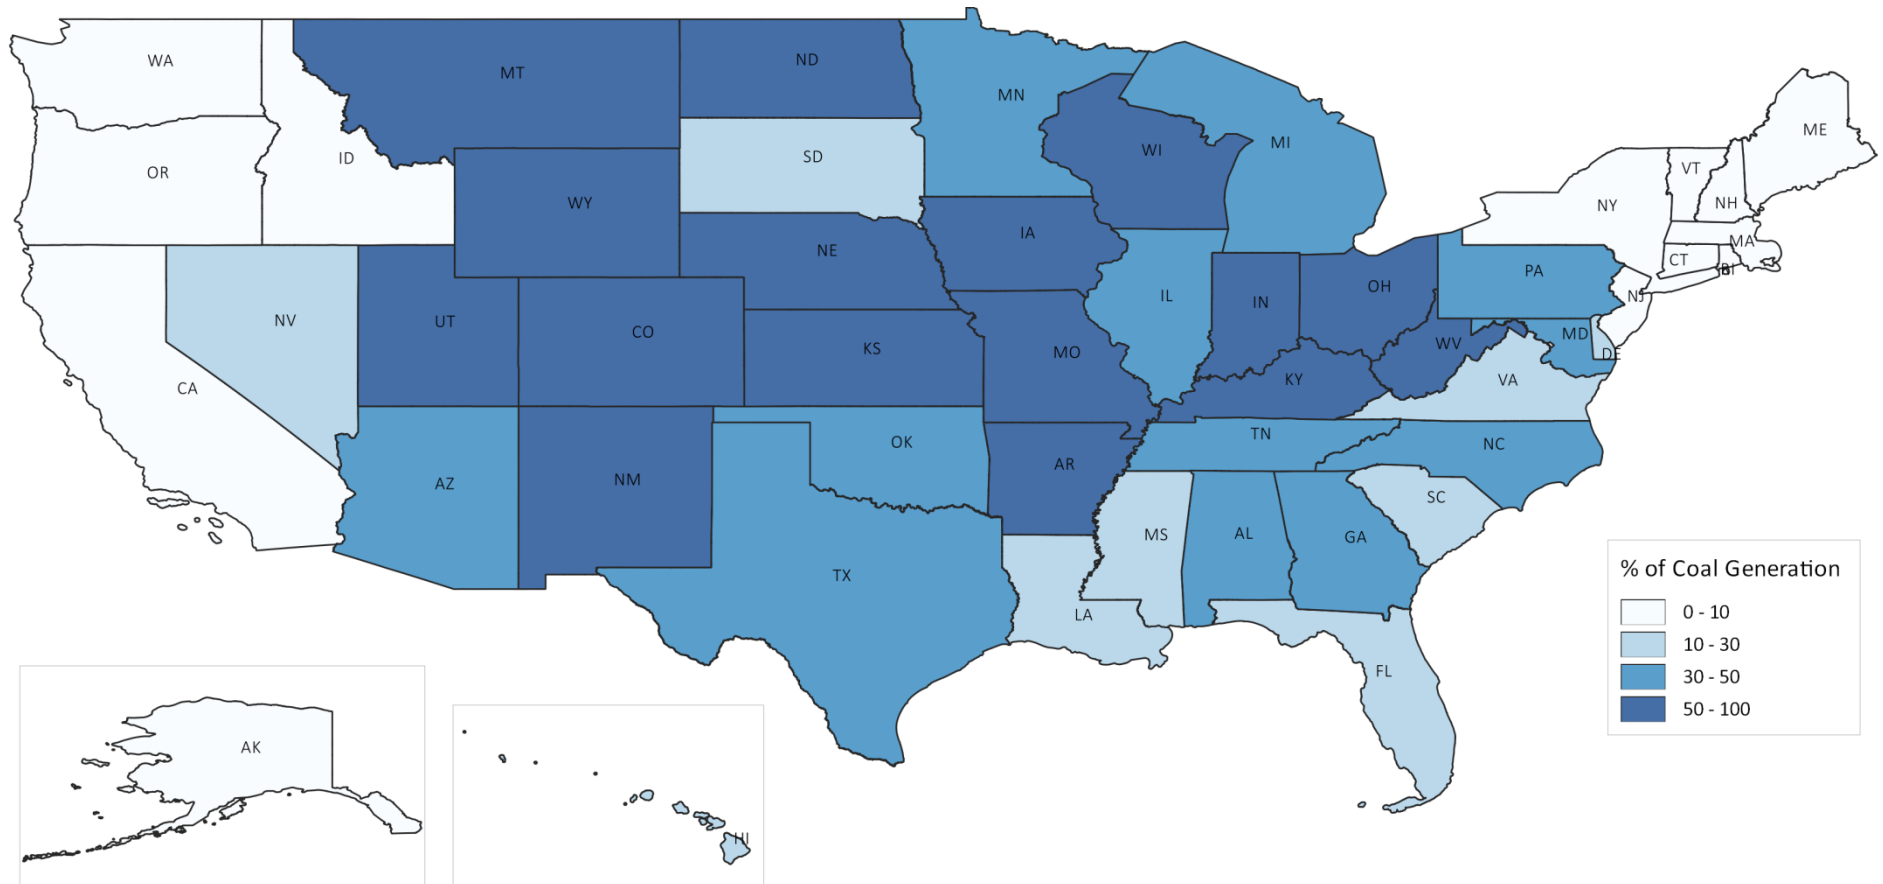 WA
MT
ND
MN
ME
OR
ID
SD
WI
MI
VT
WY
NY
NH
NE
IA
MA
CT
RI
PA
NV
UT
CO
KS
MO
IL
IN
OH
NJ
MD
WV
DE
CA
KY
VA
AZ
NM
OK
AR
TN
NC
SC
TX
MS
AL
GA
LA
FL
AK
HI
% of Coal Generation
0 - 10
10 - 30
30 - 50
50 - 100